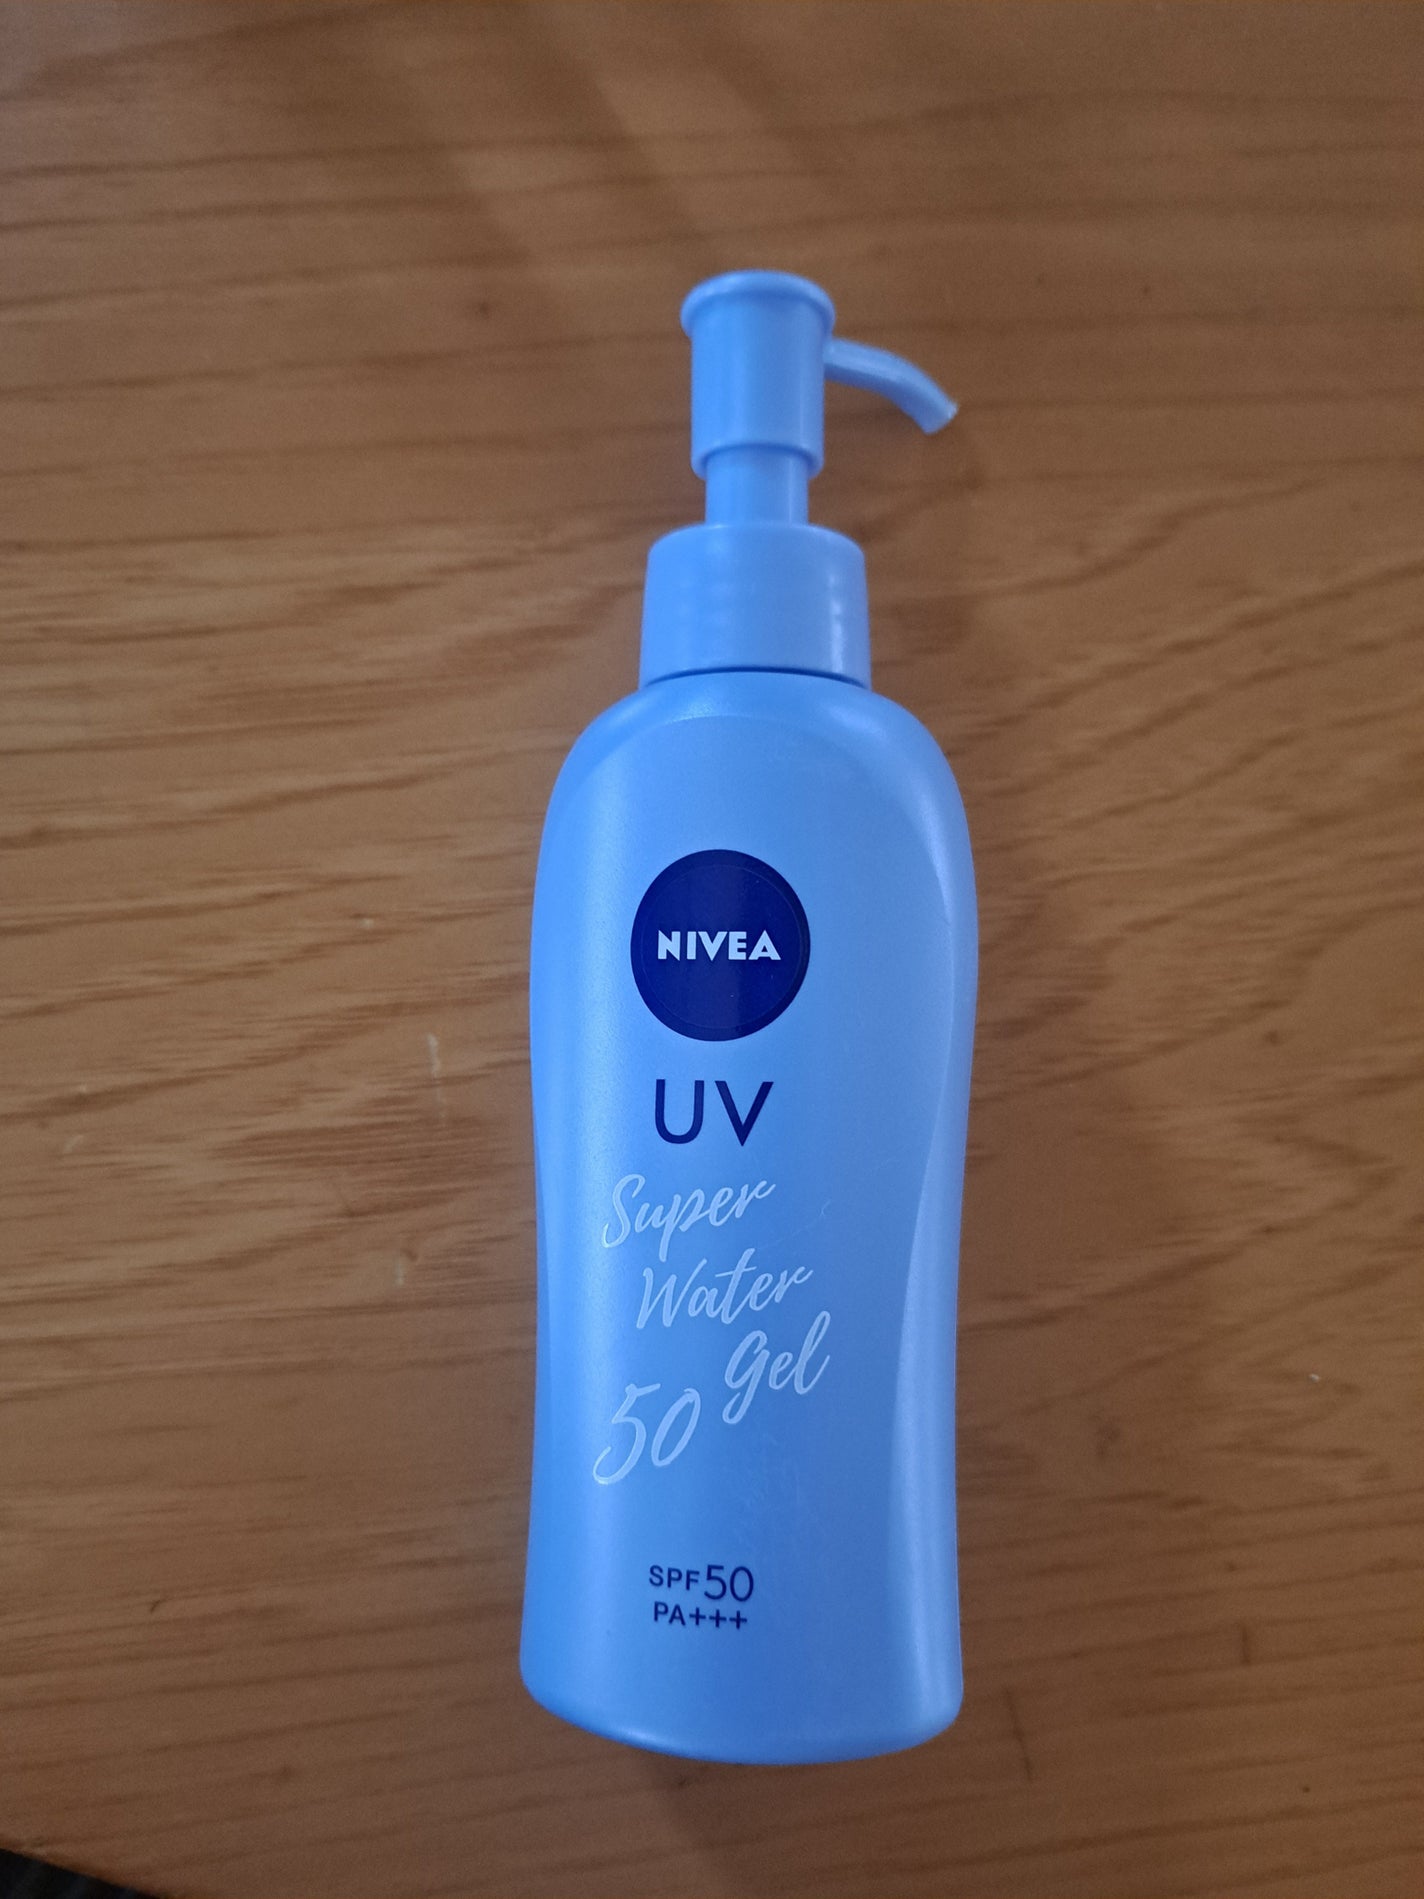 NIVEA
UV
Super
Water
Gel
50
SPF50
PA+++